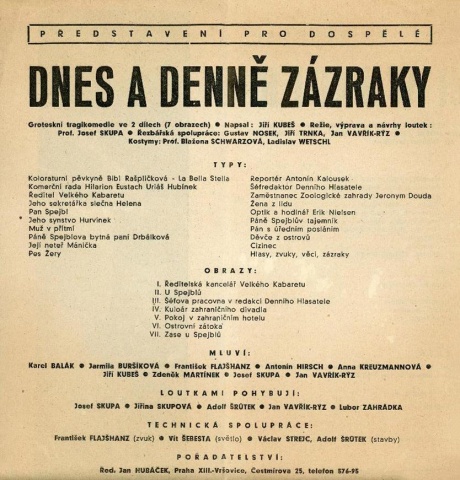 PŘEDSTAVENÍ PRO DOSPĚLÉ
DNES A DENNĚ ZÁZRAKY
Groteskní tragikomedie ve 2 dílech (7 obrazech) ● Napsal: Jiří KUBEŠ ● Režie, výprava a návrhy loutek:
Prof. Josef SKUPA ● Řezbářská spolupráce: Gustav NOSEK, Jiří TRNKA, Jan VAVŘÍK-RÝZ ●
Kostymy: Prof. Blažena SCHWARZOVÁ, Ladislav WETSCHL
TYPY:
Koloraturní pěvkyně Bibi Rašpličková - La Bella Stella
Komerční rada Hilarion Eustach Uriáš Hubínek
Ředitel Velkého Kabaretu
Jeho sekretářka slečna Helena
Pan Spejbl
Jeho synstvo Hurvínek
Muž v přítmí
Páně Spejblova bytná paní Drbálková
Její neteř Mánička
Pes Žery
Reportér Antonín Kalousek
Šéfredaktor Denního Hlasatele
Zaměstnanec Zoologické zahrady Jeronym Douda
Žena z lidu
Optik a hodinář Erik Nielsen
Páně Spejblův tajemník
Pán s úředním posláním
Děvče z ostrovů
Cizinec
Hlasy, zvuky, věci, zázraky
OBRAZY:
I. Ředitelská kancelář Velkého Kabaretu
II. U Spejblů
III. Šéfova pracovna v redakci Denního Hlasatele
IV. Kuloár zahraničního divadla
V. Pokoj v zahraničním hotelu
VI. Ostrovní zátoka
VII. Zase u Spejblů
MLUVÍ:
Karel BALÁK ● Jarmila BURŠÍKOVÁ ● František FLAJŠHANZ ● Antonín HIRSCH ● Anna KREUZMANNOVÁ ●
Jiří KUBEŠ ● Zdeněk MARTÍNEK ● Josef SKUPA ● Jan VAVŘÍK-RÝZ
LOUTKAMI POHYBUJÍ:
Josef SKUPA ● Jiřina SKUPOVÁ ● Adolf ŠRŮTEK ● Jan VAVŘÍK-RÝZ ● Lubor ZAHRÁDKA
TECHNICKÁ SPOLUPRÁCE:
František FLAJŠHANZ (zvuk) ● Vít ŠEBESTA (světlo) ● Václav STREJC, Adolf ŠRŮTEK (stavby)
POŘADATELSTVÍ:
Řed. Jan HUBÁČEK, Praha XIII.-Vršovice, Čestmírova 25, telefon 576-95